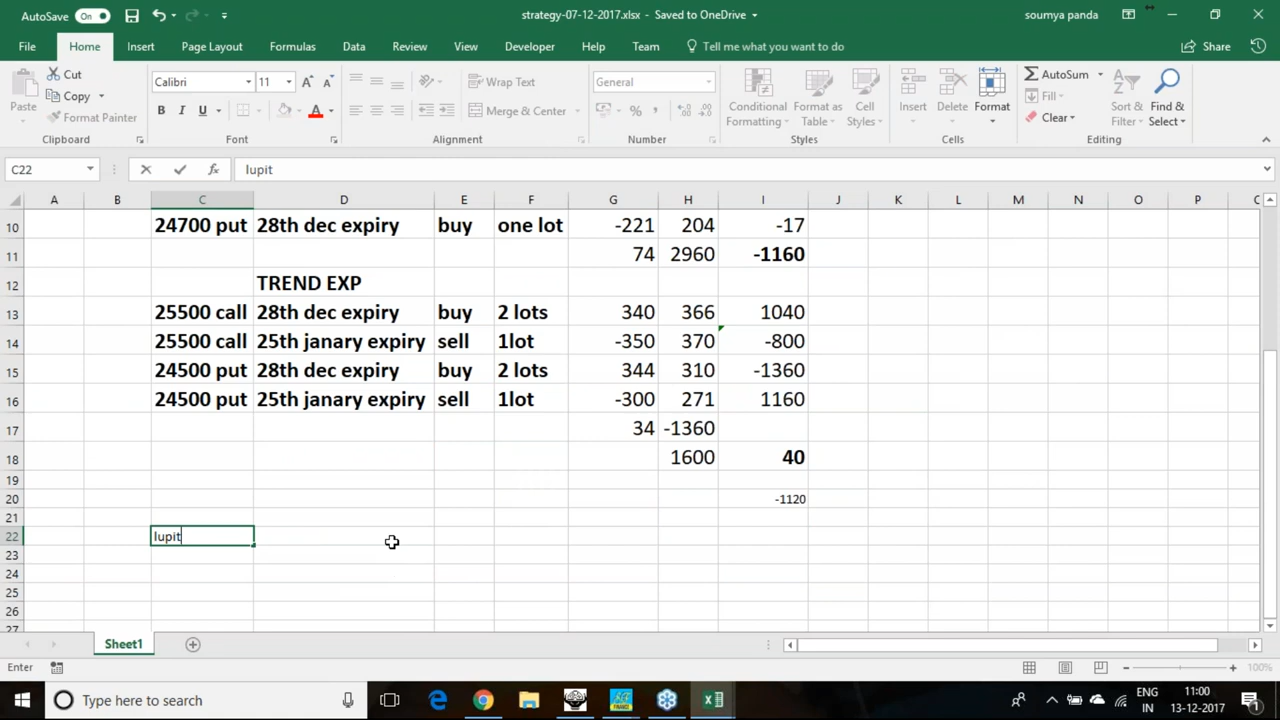 AutoSave On strategy-07-12-2017.xlsx - Saved to OneDrive soumya panda
File Home Insert Page Layout Formulas Data Review View Developer Help Team Tell me what you want to do Share
Paste Cut Copy Format Painter Clipboard
Calibri 11 B I U Font
Wrap Text Merge & Center Alignment
General % , Number
Conditional Formatting Format as Table Cell Styles Styles
Insert Delete Format Cells
AutoSum Fill Clear Sort & Filter Find & Select Editing
C22 fx lupit
A B C D E F G H I J K L M N O P
10 24700 put 28th dec expiry buy one lot -221 204 -17
11 74 2960 -1160
12 TREND EXP
13 25500 call 28th dec expiry buy 2 lots 340 366 1040
14 25500 call 25th janary expiry sell 1lot -350 370 -800
15 24500 put 28th dec expiry buy 2 lots 344 310 -1360
16 24500 put 25th janary expiry sell 1lot -300 271 1160
17 34 -1360
18 1600 40
19
20 -1120
21
22 lupit
23
24
25
26
27
Sheet1
Enter 100%
Type here to search ENG 11:00
IN 13-12-2017 1